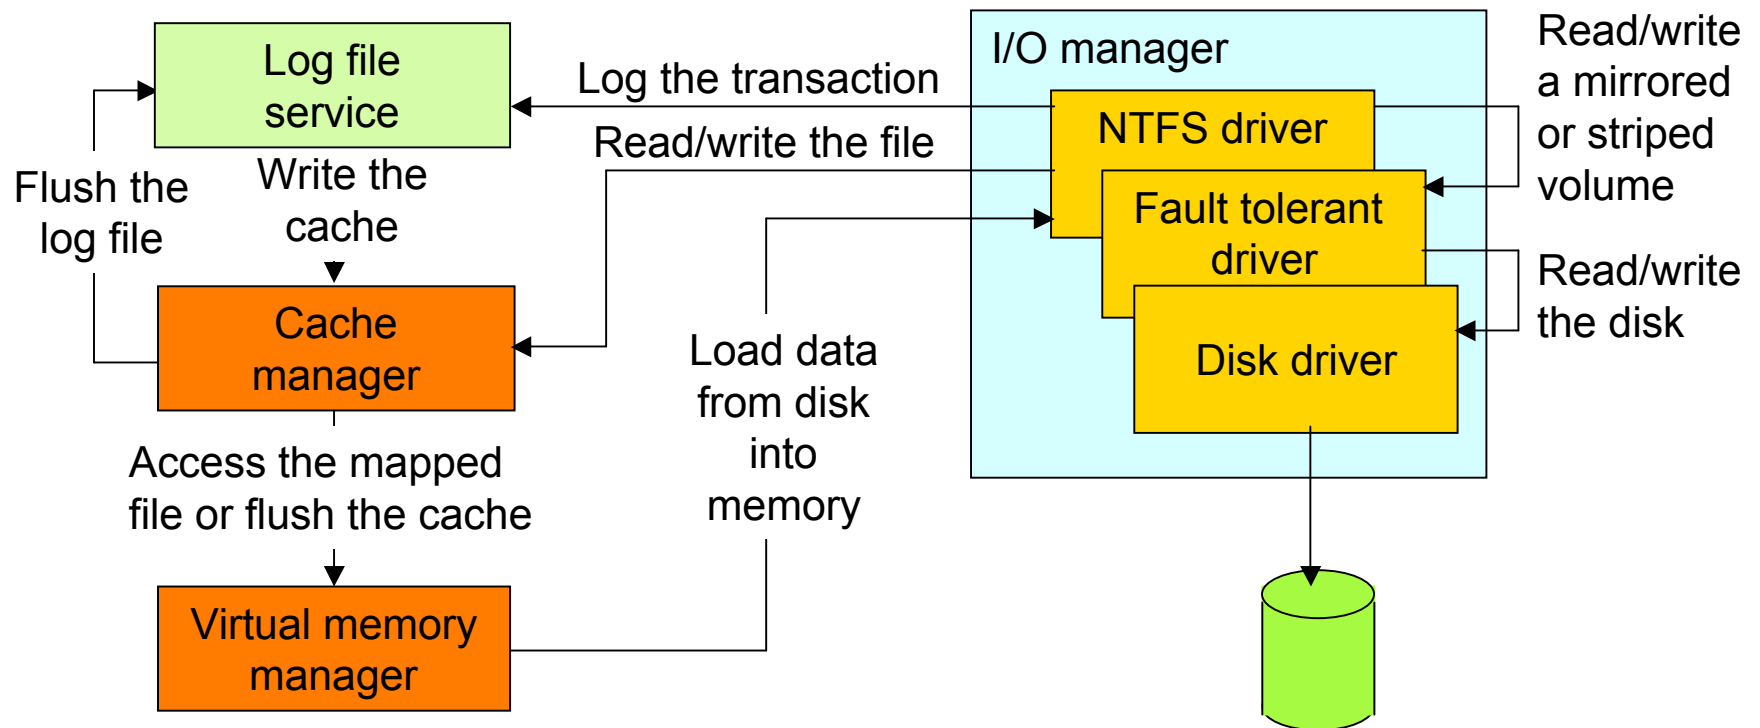 Log file
service
Log the transaction
I/O manager
Read/write
a mirrored
or striped
volume
NTFS driver
Read/write the file
Flush the
log file
Write the
cache
Fault tolerant
driver
Read/write
the disk
Cache
manager
Load data
from disk
into
memory
Disk driver
Access the mapped
file or flush the cache
Virtual memory
manager